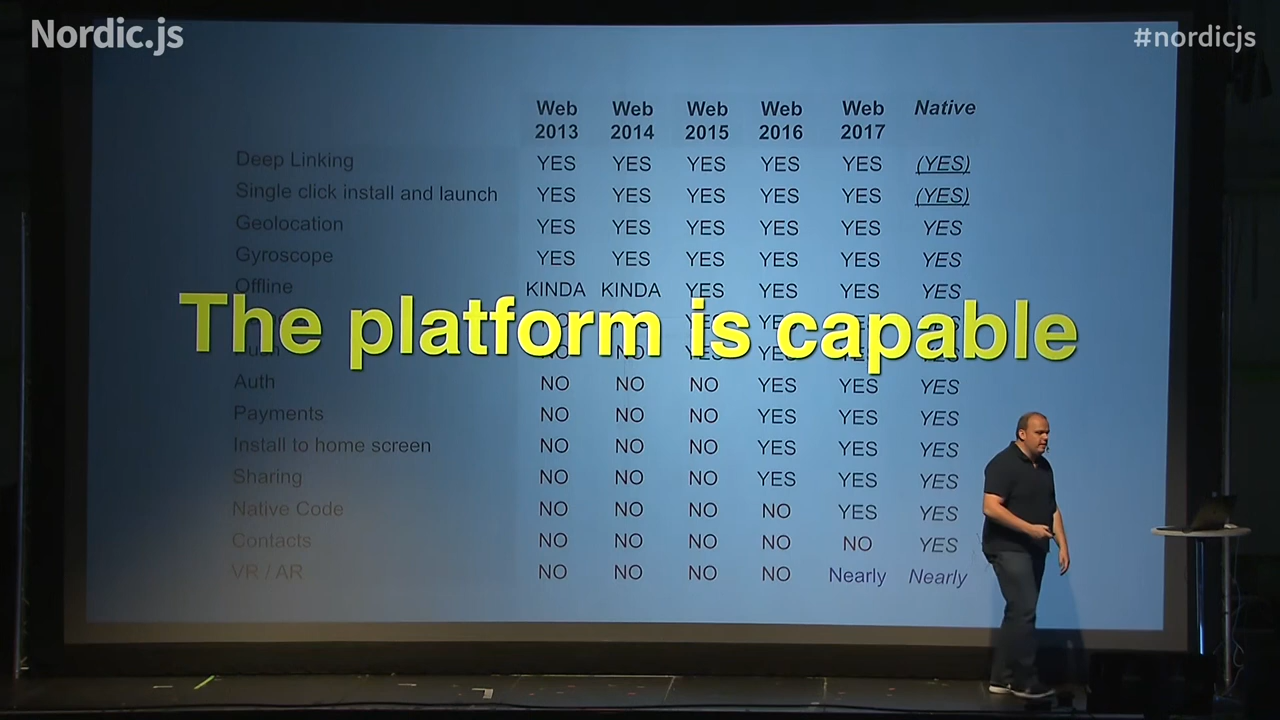 Nordic.js
#nordicjs
Web 2013 Web 2014 Web 2015 Web 2016 Web 2017 Native
Deep Linking YES YES YES YES YES (YES)
Single click install and launch YES YES YES YES YES (YES)
Geolocation YES YES YES YES YES YES
Gyroscope YES YES YES YES YES YES
Offline KINDA KINDA YES YES YES YES
The platform is capable
Auth NO NO NO YES YES YES
Payments NO NO NO YES YES YES
Install to home screen NO NO NO YES YES YES
Sharing NO NO NO YES YES YES
Native Code NO NO NO NO YES YES
Contacts NO NO NO NO NO YES
VR / AR NO NO NO NO Nearly Nearly